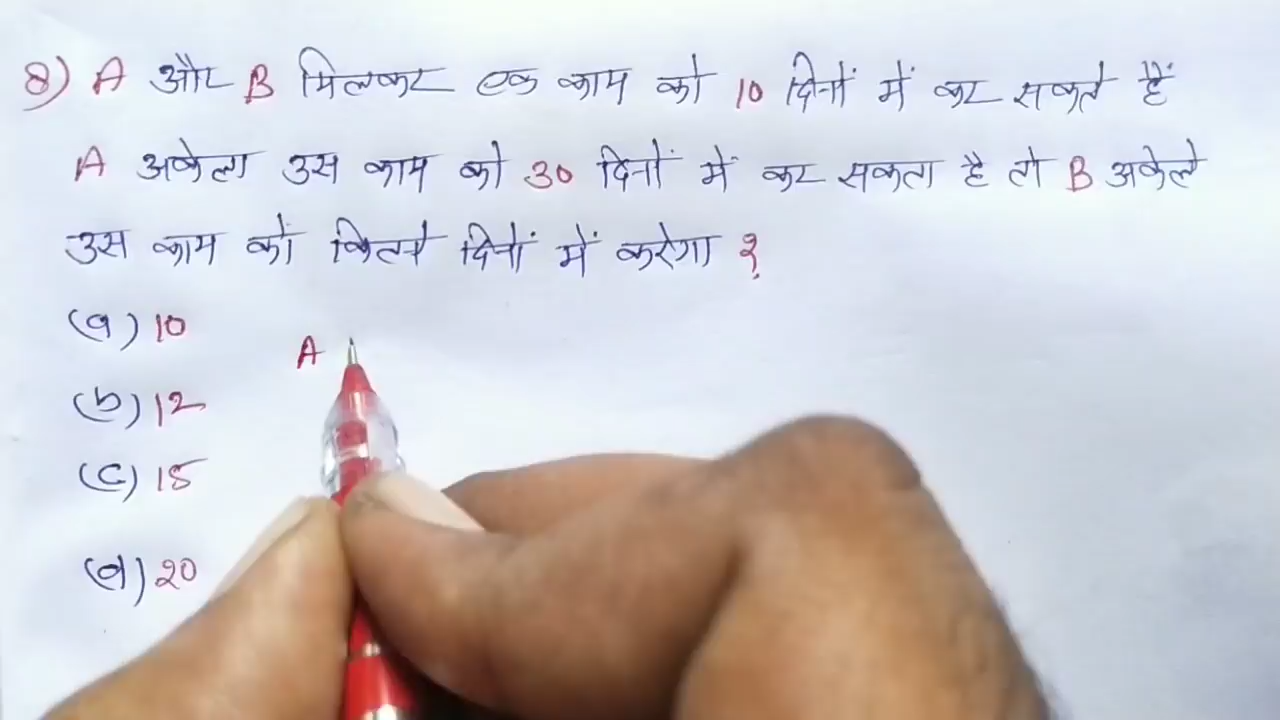 8) A और B मिलकर एक काम को 10 दिनों में कर सकते हैं
A अकेला उस काम को 30 दिनों में कर सकता है तो B अकेले
उस काम को कितने दिनों में करेगा ?
(a) 10
A
(b) 12
(c) 15
(d) 20